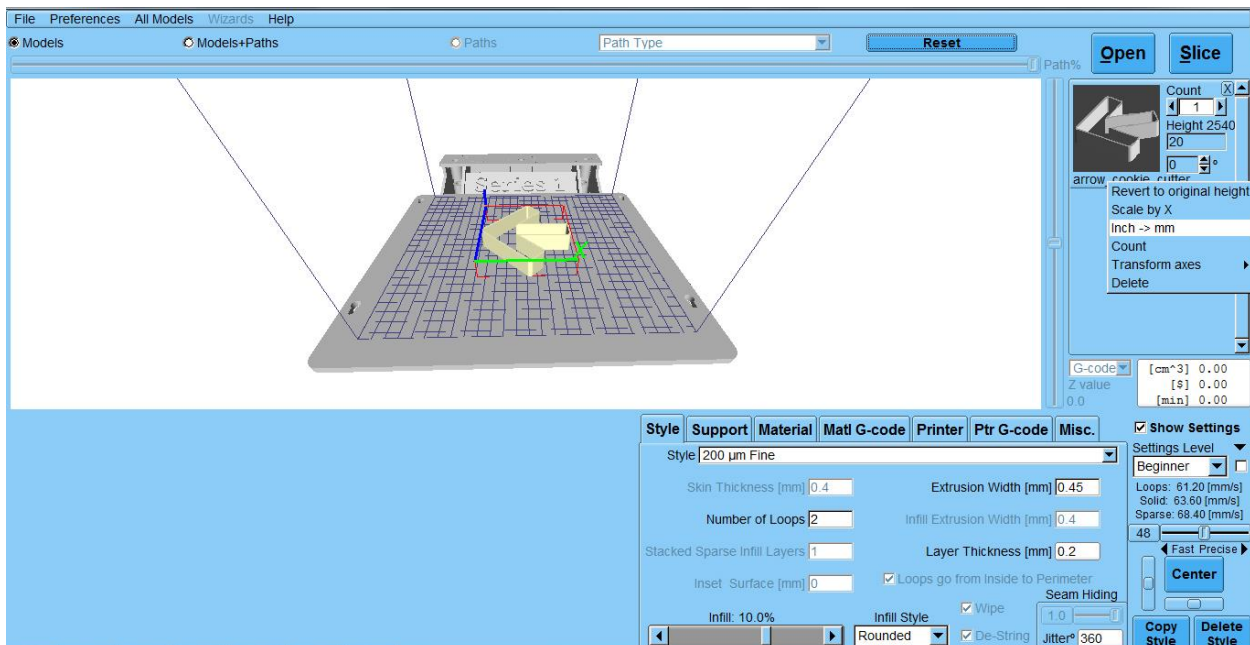 File Preferences All Models Wizards Help
Models Models+Paths Paths Path Type Reset
Path%
Open Slice
Count X
1
Height 2540
20
0 °
arrow_cookie_cutter
Revert to original height
Scale by X
Inch -> mm
Count
Transform axes
Delete
Series 1
X
G-code
Z value
0.0
[cm^3] 0.00
[$] 0.00
[min] 0.00
Style Support Material Matl G-code Printer Ptr G-code Misc.
Style 200 µm Fine
Skin Thickness [mm] 0.4 Extrusion Width [mm] 0.45
Number of Loops 2 Infill Extrusion Width [mm] 0.4
Stacked Sparse Infill Layers 1 Layer Thickness [mm] 0.2
Inset Surface [mm] 0 Loops go from Inside to Perimeter
Infill: 10.0% Infill Style Wipe Seam Hiding
1.0
Rounded De-String Jitterº 360
Show Settings
Settings Level
Beginner
Loops: 61.20 [mm/s]
Solid: 63.60 [mm/s]
Sparse: 68.40 [mm/s]
48
Fast Precise
Center
Copy Style
Delete Style